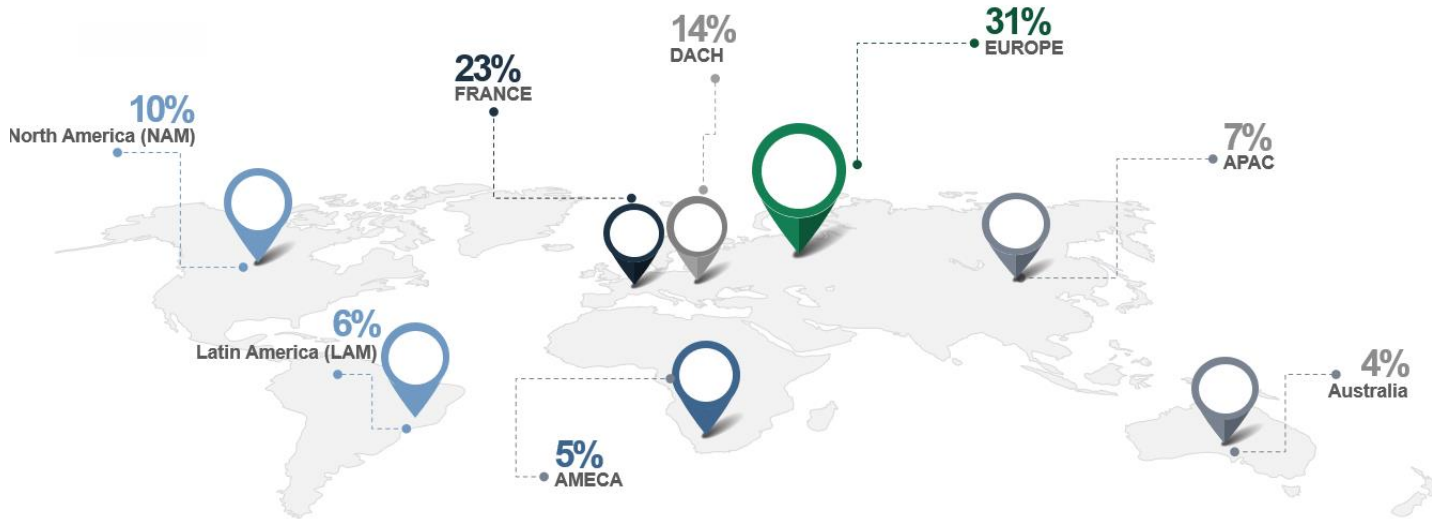 31%
EUROPE
14%
DACH
23%
FRANCE
10%
North America (NAM)
7%
APAC
6%
Latin America (LAM)
4%
Australia
5%
AMECA